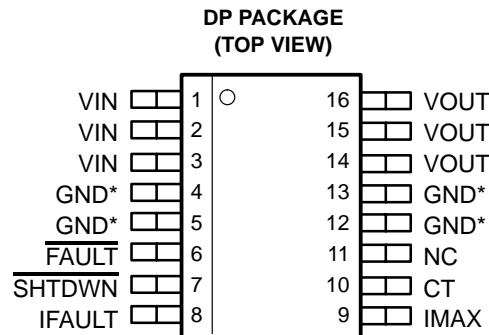 DP PACKAGE
(TOP VIEW)
VIN 1 16 VOUT
VIN 2 15 VOUT
VIN 3 14 VOUT
GND* 4 13 GND*
GND* 5 12 GND*
FAULT 6 11 NC
SHTDWN 7 10 CT
IFAULT 8 9 IMAX